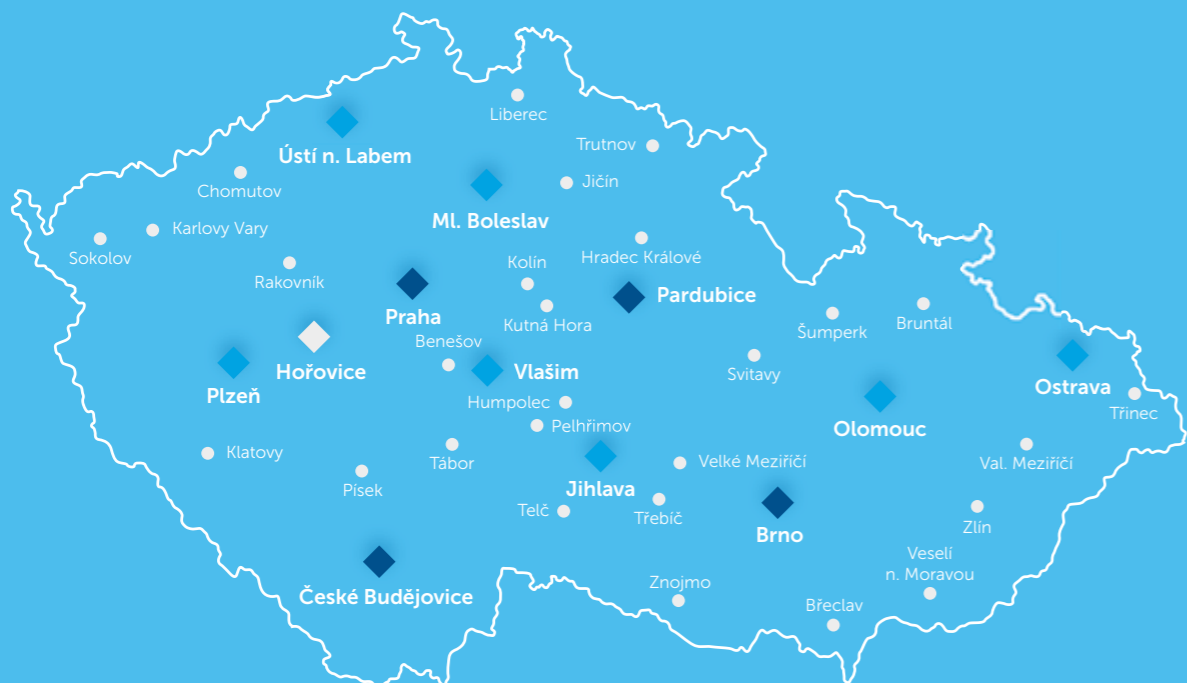 Liberec
Trutnov
Ústí n. Labem
Jičín
Chomutov
Ml. Boleslav
Karlovy Vary
Sokolov
Hradec Králové
Kolín
Rakovník
Pardubice
Praha
Kutná Hora
Bruntál
Šumperk
Benešov
Hořovice
Vlašim
Svitavy
Ostrava
Plzeň
Humpolec
Třinec
Pelhřimov
Olomouc
Klatovy
Tábor
Velké Meziříčí
Val. Meziříčí
Písek
Jihlava
Telč
Třebíč
Zlín
Brno
Veselí
n. Moravou
Znojmo
České Budějovice
Břeclav